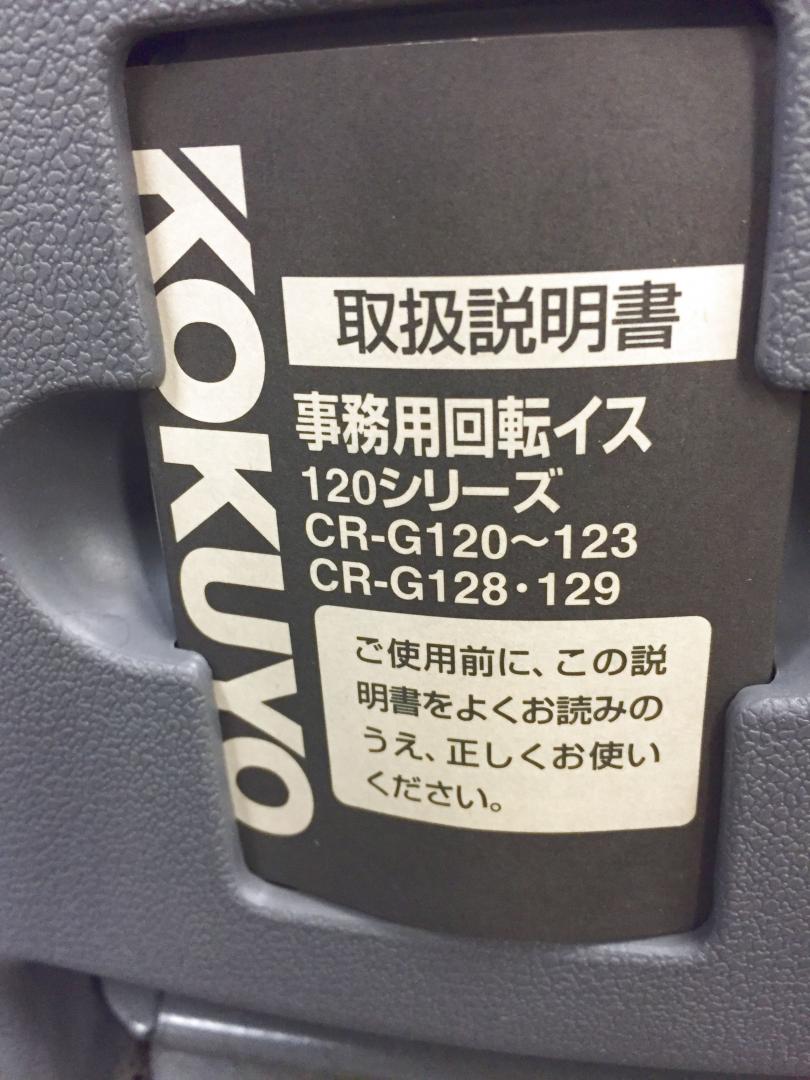 KOKUYO
取扱説明書
事務用回転イス
120シリーズ
CR-G120〜123
CR-G128・129
ご使用前に、この説
明書をよくお読みの
うえ、正しくお使い
ください。